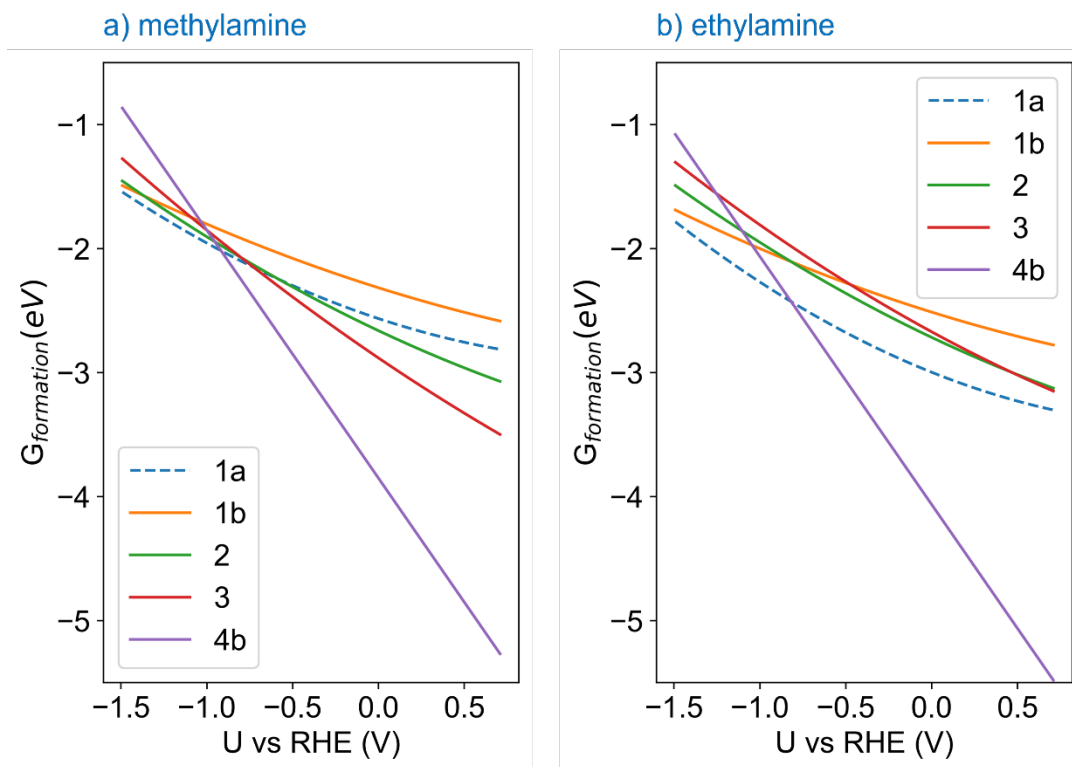 a) methylamine
G_formation(eV)
−1
−2
−3
−4
−5
1a
1b
2
3
4b
−1.5 −1.0 −0.5 0.0 0.5
U vs RHE (V)
b) ethylamine
G_formation(eV)
−1
−2
−3
−4
−5
1a
1b
2
3
4b
−1.5 −1.0 −0.5 0.0 0.5
U vs RHE (V)